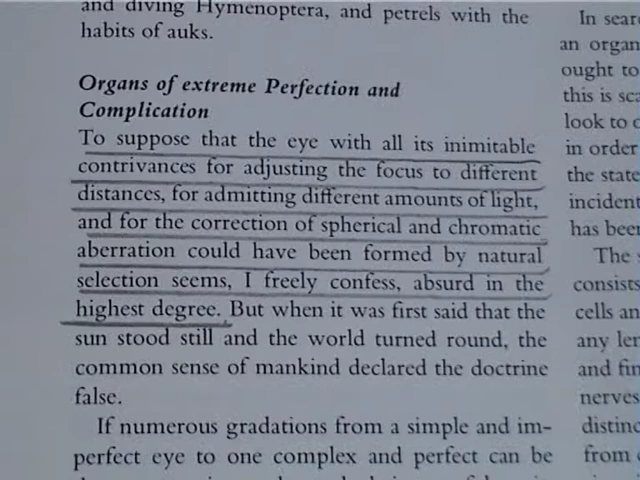 and diving Hymenoptera, and petrels with the
habits of auks.
Organs of extreme Perfection and
Complication
To suppose that the eye with all its inimitable
contrivances for adjusting the focus to different
distances, for admitting different amounts of light,
and for the correction of spherical and chromatic
aberration could have been formed by natural
selection seems, I freely confess, absurd in the
highest degree. But when it was first said that the
sun stood still and the world turned round, the
common sense of mankind declared the doctrine
false.
If numerous gradations from a simple and im-
perfect eye to one complex and perfect can be
In
an organ
ought to
this is
look to
in order
the state
incident
has been
The
consists
cells an
any
and
nerves
from